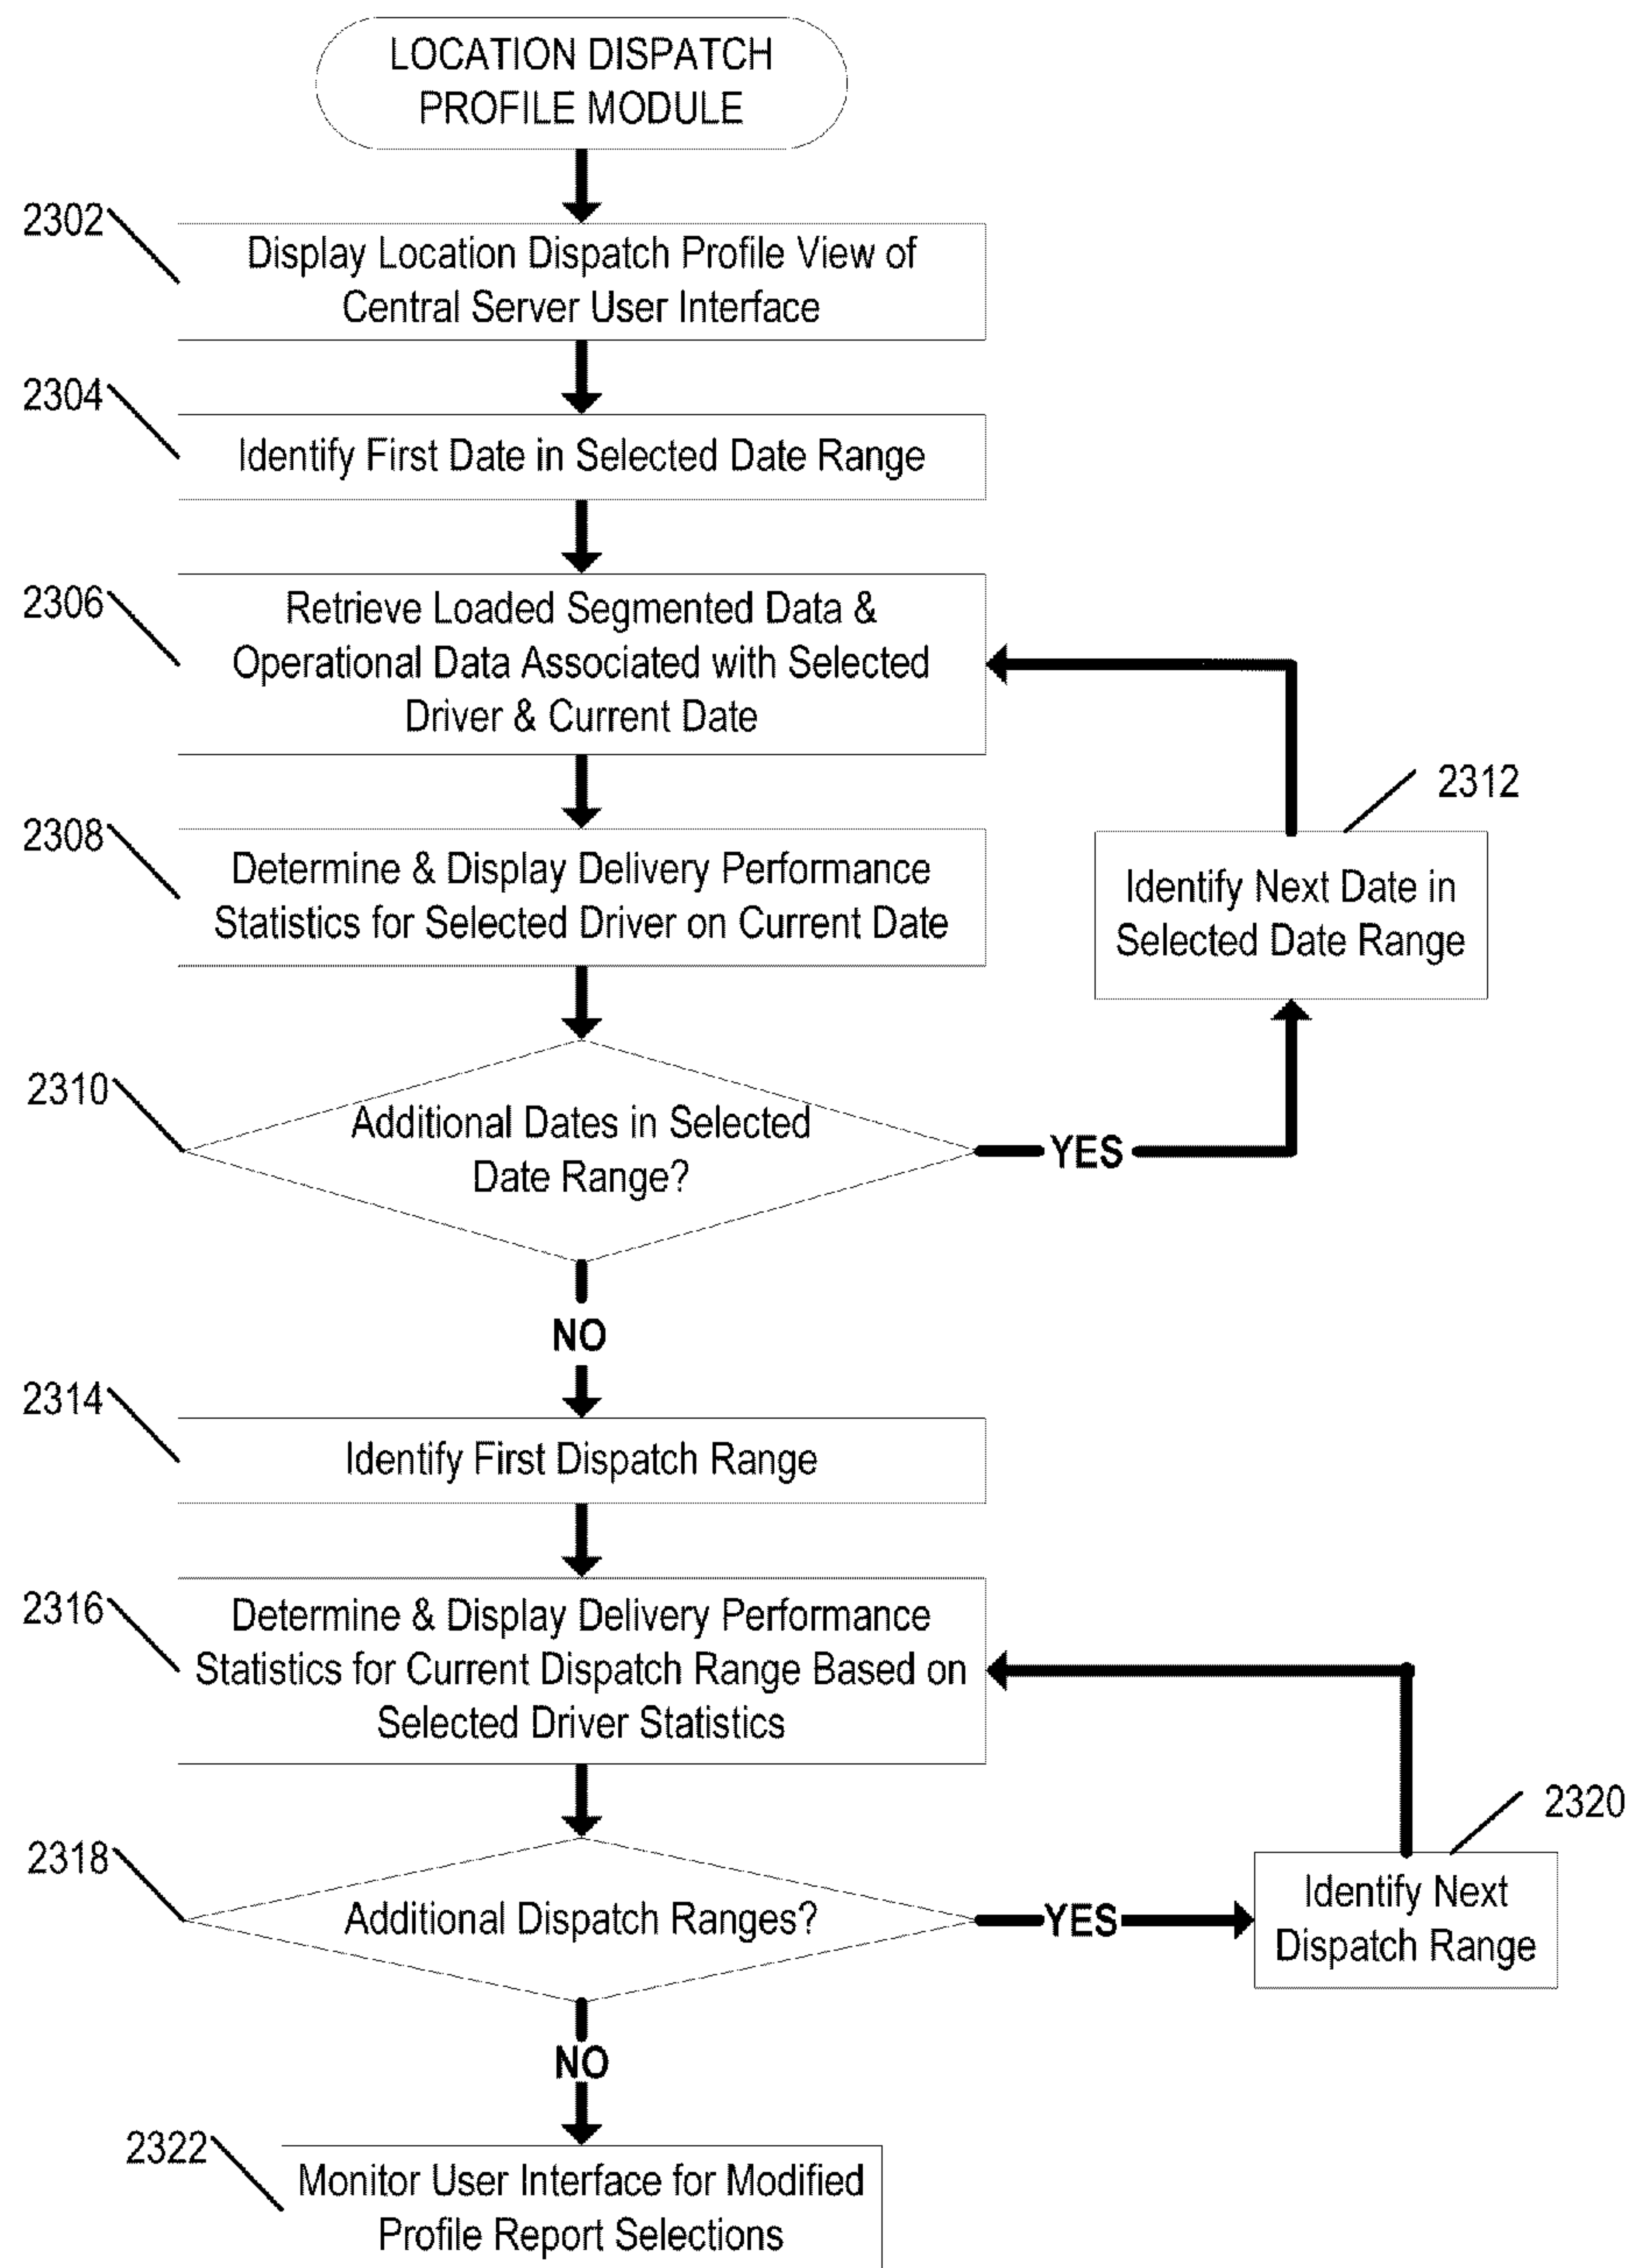 LOCATION DISPATCH
PROFILE MODULE
2302
Display Location Dispatch Profile View of
Central Server User Interface
2304
Identify First Date in Selected Date Range
2306
Retrieve Loaded Segmented Data &
Operational Data Associated with Selected
Driver & Current Date
2308
Determine & Display Delivery Performance
Statistics for Selected Driver on Current Date
2312
Identify Next Date in
Selected Date Range
2310
Additional Dates in Selected
Date Range?
YES
NO
2314
Identify First Dispatch Range
2316
Determine & Display Delivery Performance
Statistics for Current Dispatch Range Based on
Selected Driver Statistics
2318
Additional Dispatch Ranges?
YES
2320
Identify Next
Dispatch Range
NO
2322
Monitor User Interface for Modified
Profile Report Selections